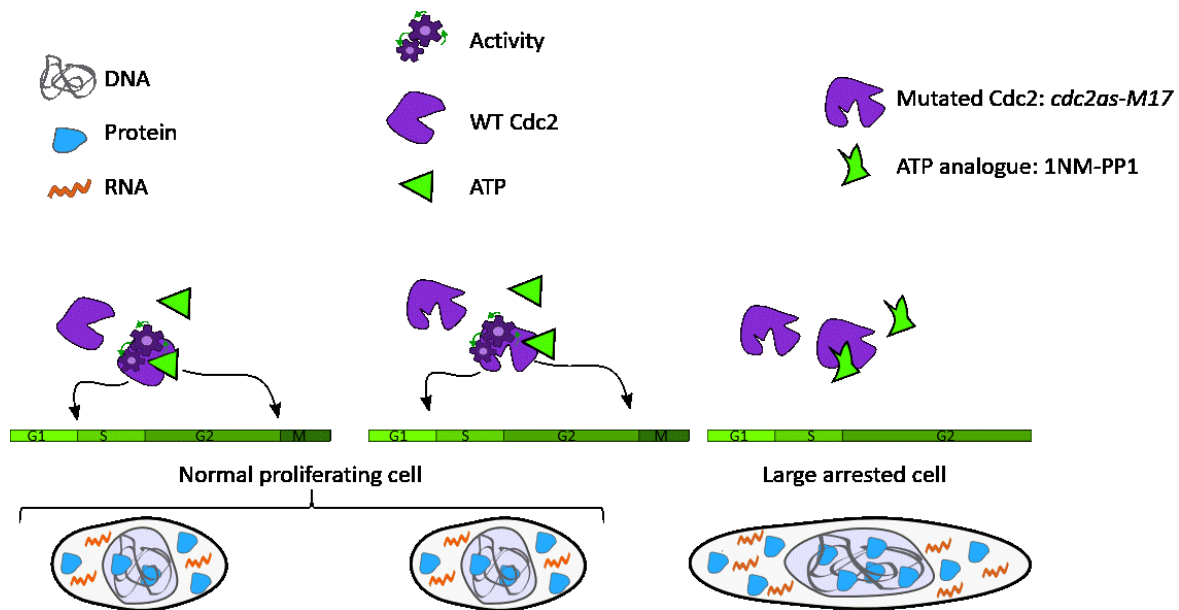 Activity
DNA
Mutated Cdc2: cdc2as-M17
WT Cdc2
Protein
ATP analogue: 1NM-PP1
RNA
ATP
G1 S G2 M
G1 S G2 M
G1 S G2
Normal proliferating cell
Large arrested cell